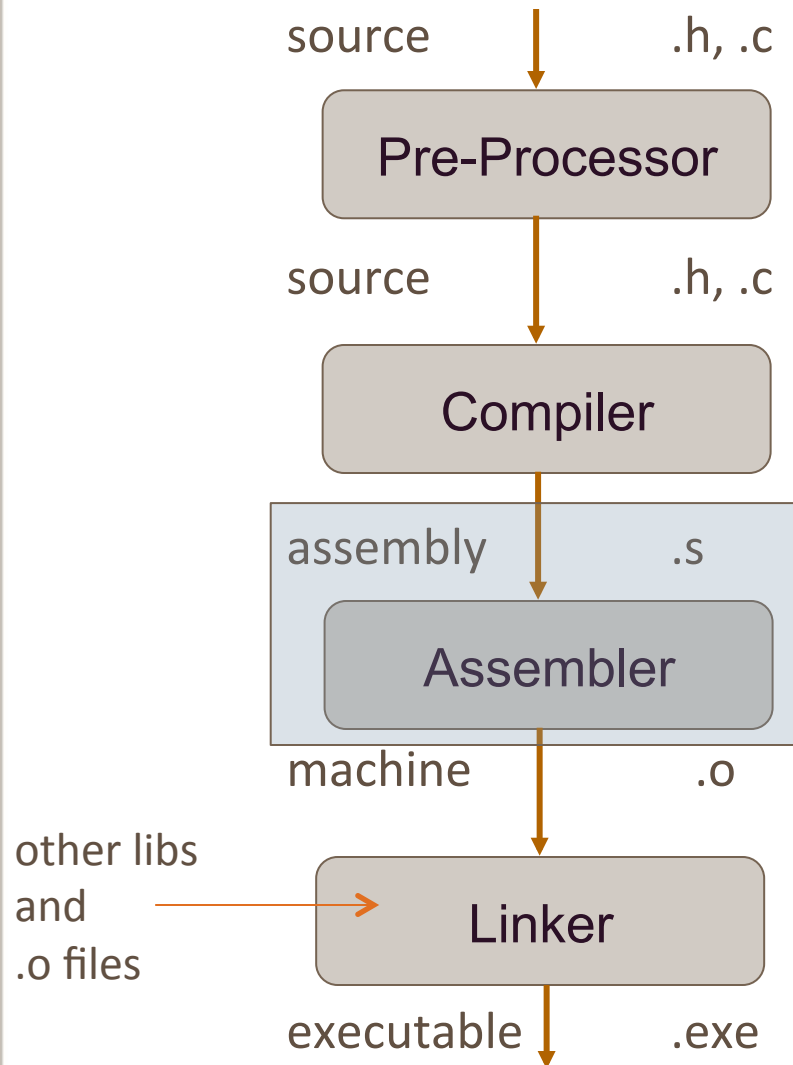 source .h, .c
Pre-Processor
source .h, .c
Compiler
assembly .s
Assembler
machine .o
other libs
and
.o files
Linker
executable .exe